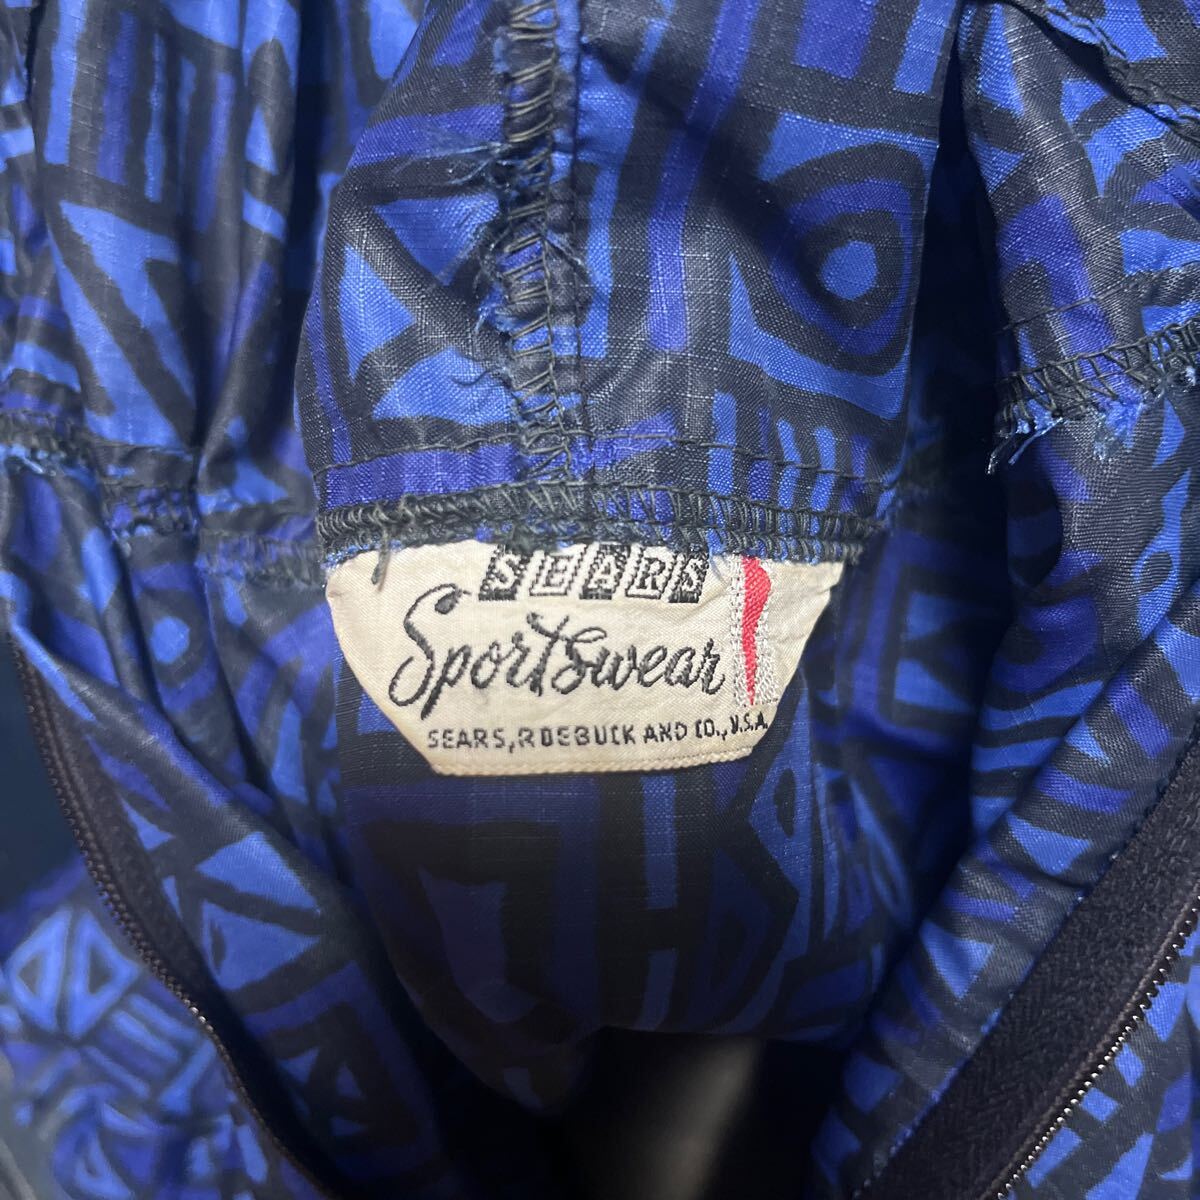 SEARS
Sportswear
SEARS, ROEBUCK AND CO., U.S.A.